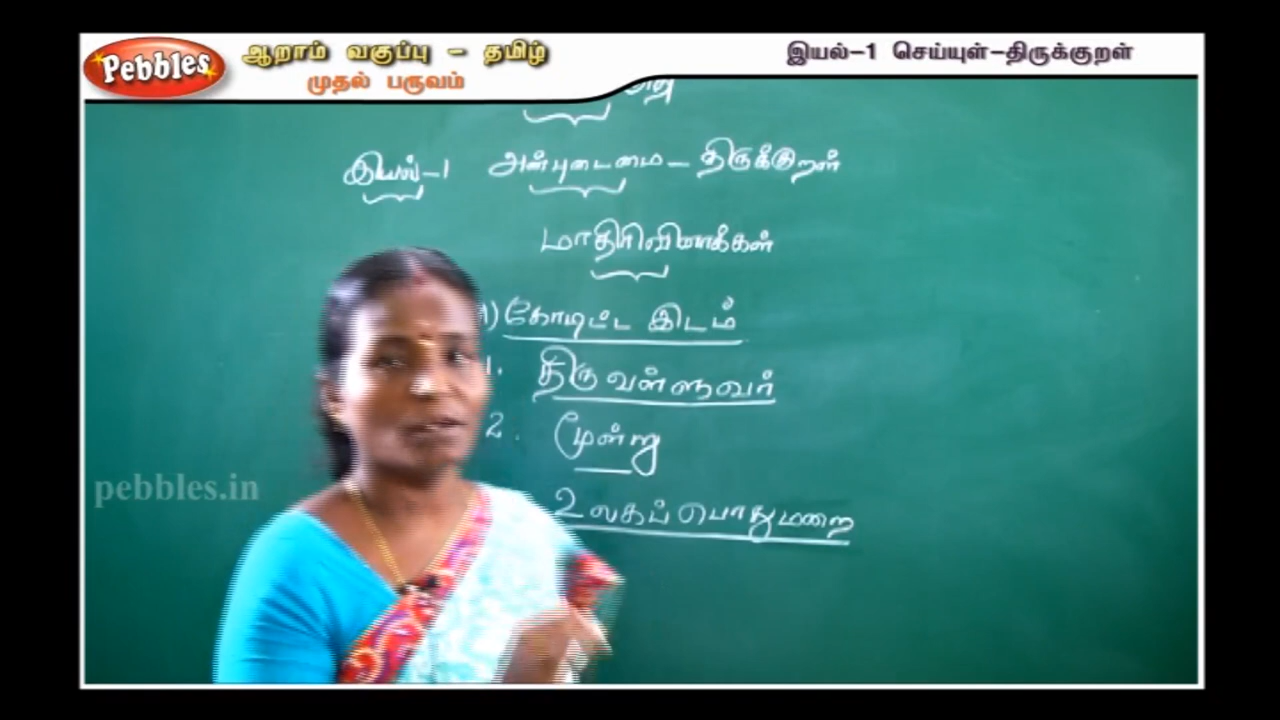 Pebbles
ஆறாம் வகுப்பு - தமிழ்
முதல் பருவம்
இயல்-1 செய்யுள்-திருக்குறள்
இயல்-1 அன்புடைமை - திருக்குறள்
மாதிரிவினாக்கள்
கோடிட்ட இடம்
1. திருவள்ளுவர்
2. மூன்று
உலகப் பொதுமறை
pebbles.in